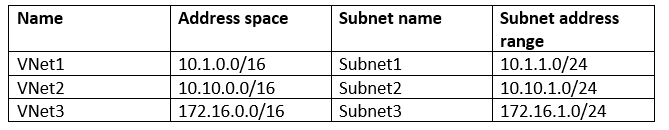 Name Address space Subnet name Subnet address
range
VNet1 10.1.0.0/16 Subnet1 10.1.1.0/24
VNet2 10.10.0.0/16 Subnet2 10.10.1.0/24
VNet3 172.16.0.0/16 Subnet3 172.16.1.0/24